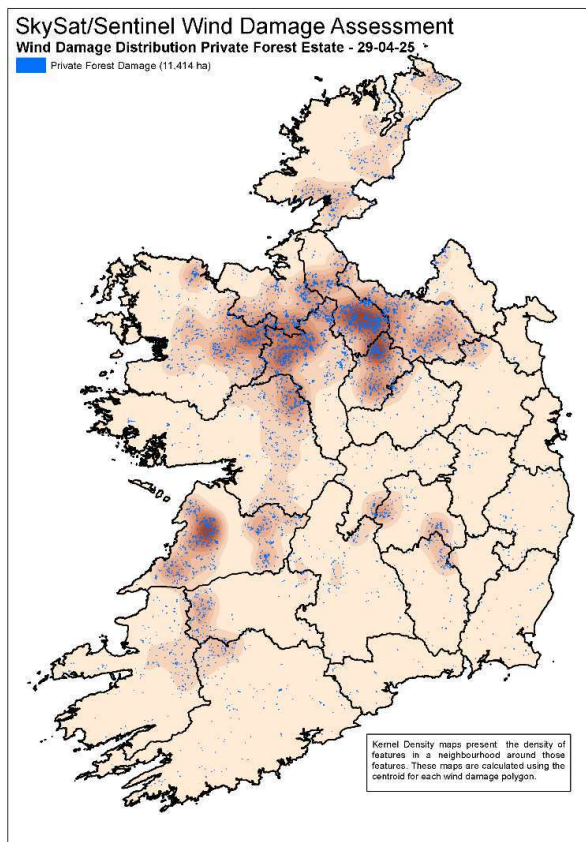 SkySat/Sentinel Wind Damage Assessment
Wind Damage Distribution Private Forest Estate - 29-04-25
Private Forest Damage (11,414 ha)
Kernel Density maps present the density of
features in a neighbourhood around those
features. These maps are calculated using the
centroid for each wind damage polygon.